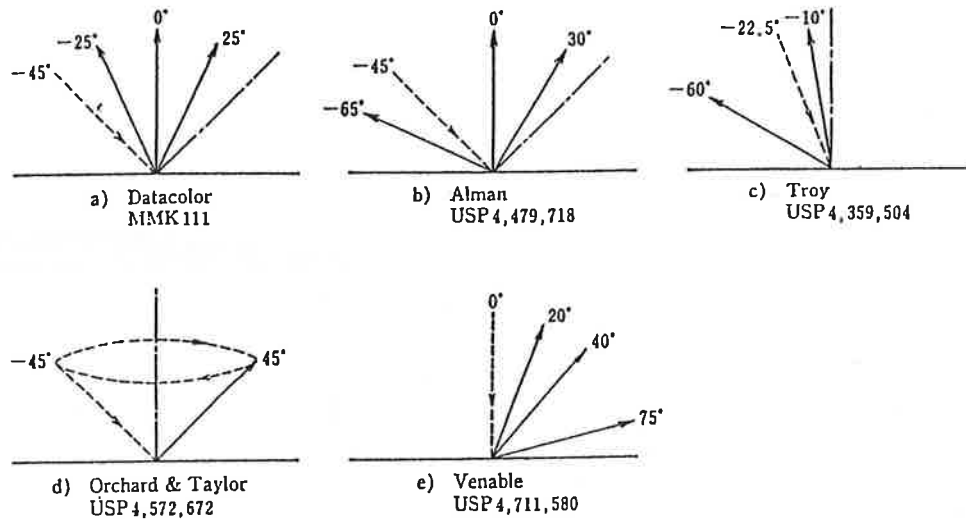 −45°
−25°
0°
25°
a) Datacolor
MMK 111
−65°
−45°
0°
30°
b) Alman
USP 4,479,718
−60°
−22.5°
−10°
c) Troy
USP 4,359,504
−45°
45°
d) Orchard & Taylor
USP 4,572,672
0°
20°
40°
75°
e) Venable
USP 4,711,580